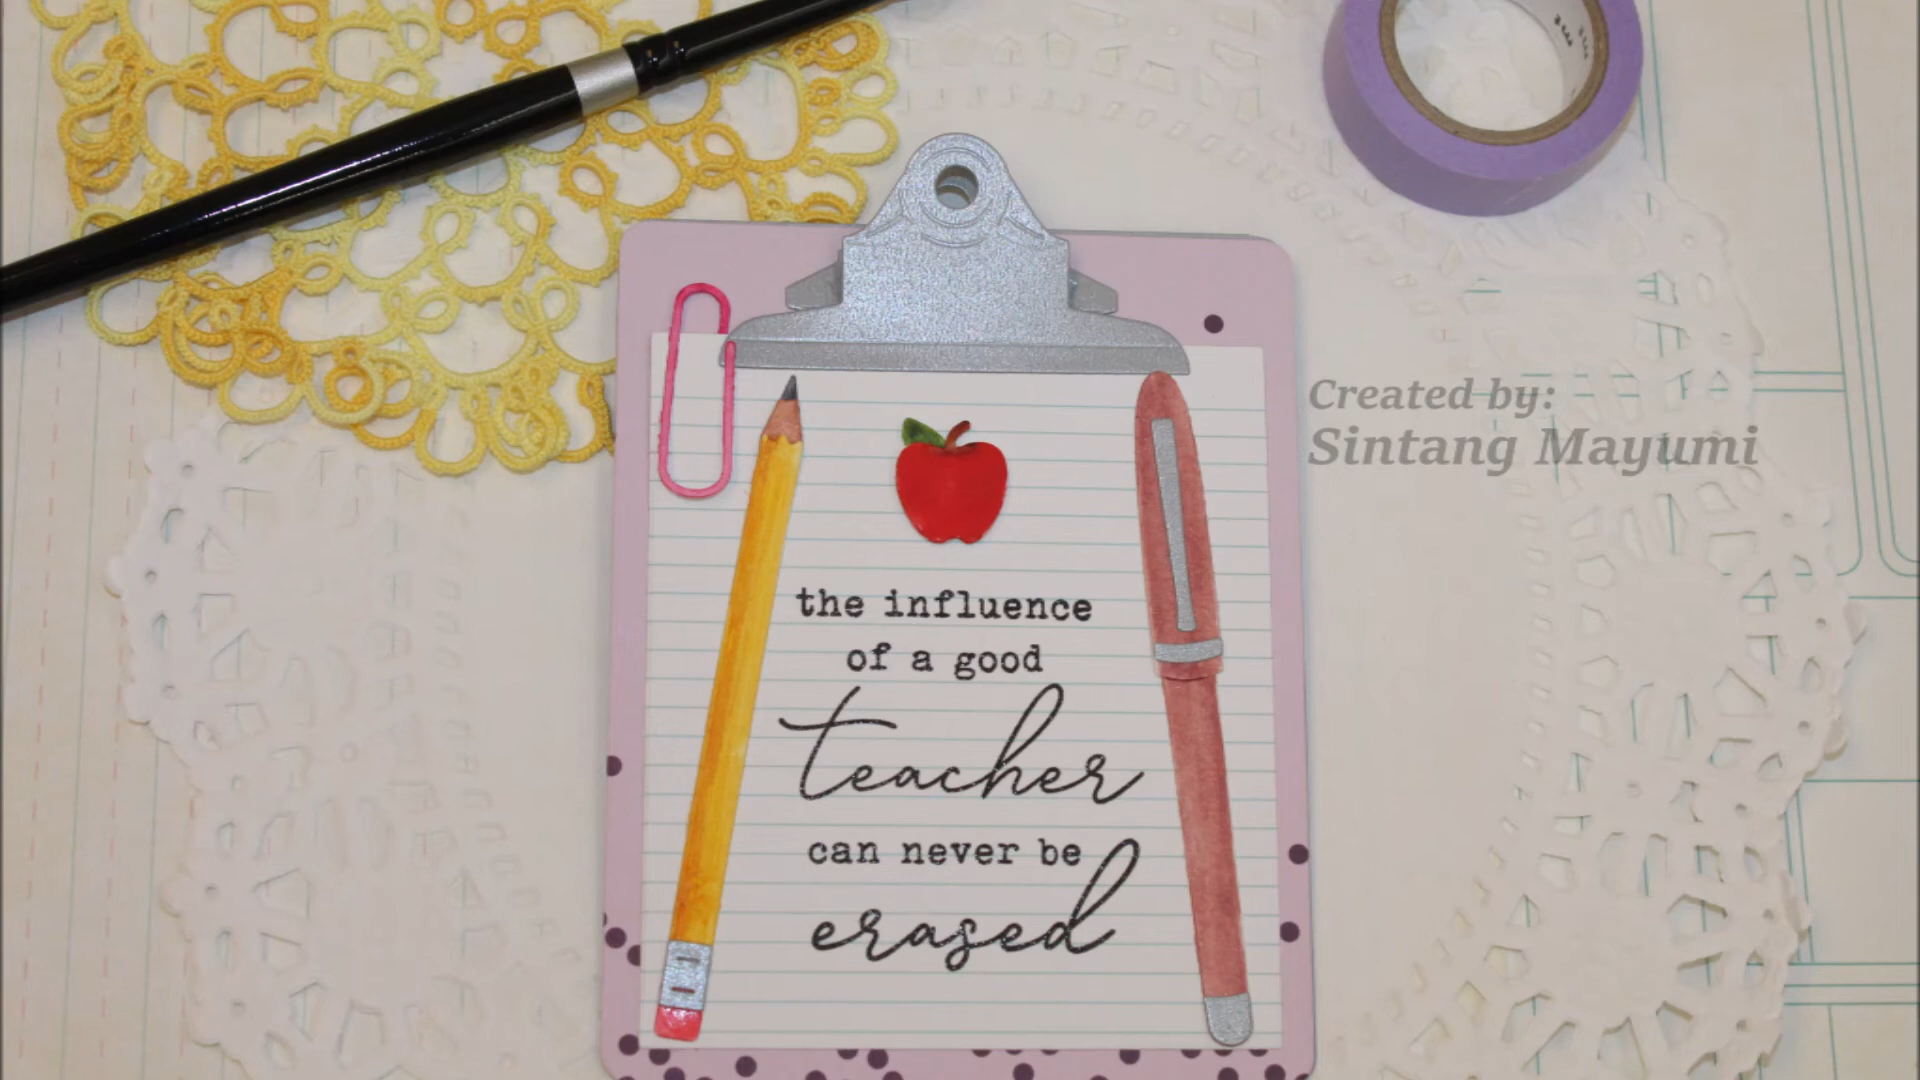 the influence
of a good
teacher
can never be
erased
Created by:
Sintang Mayumi